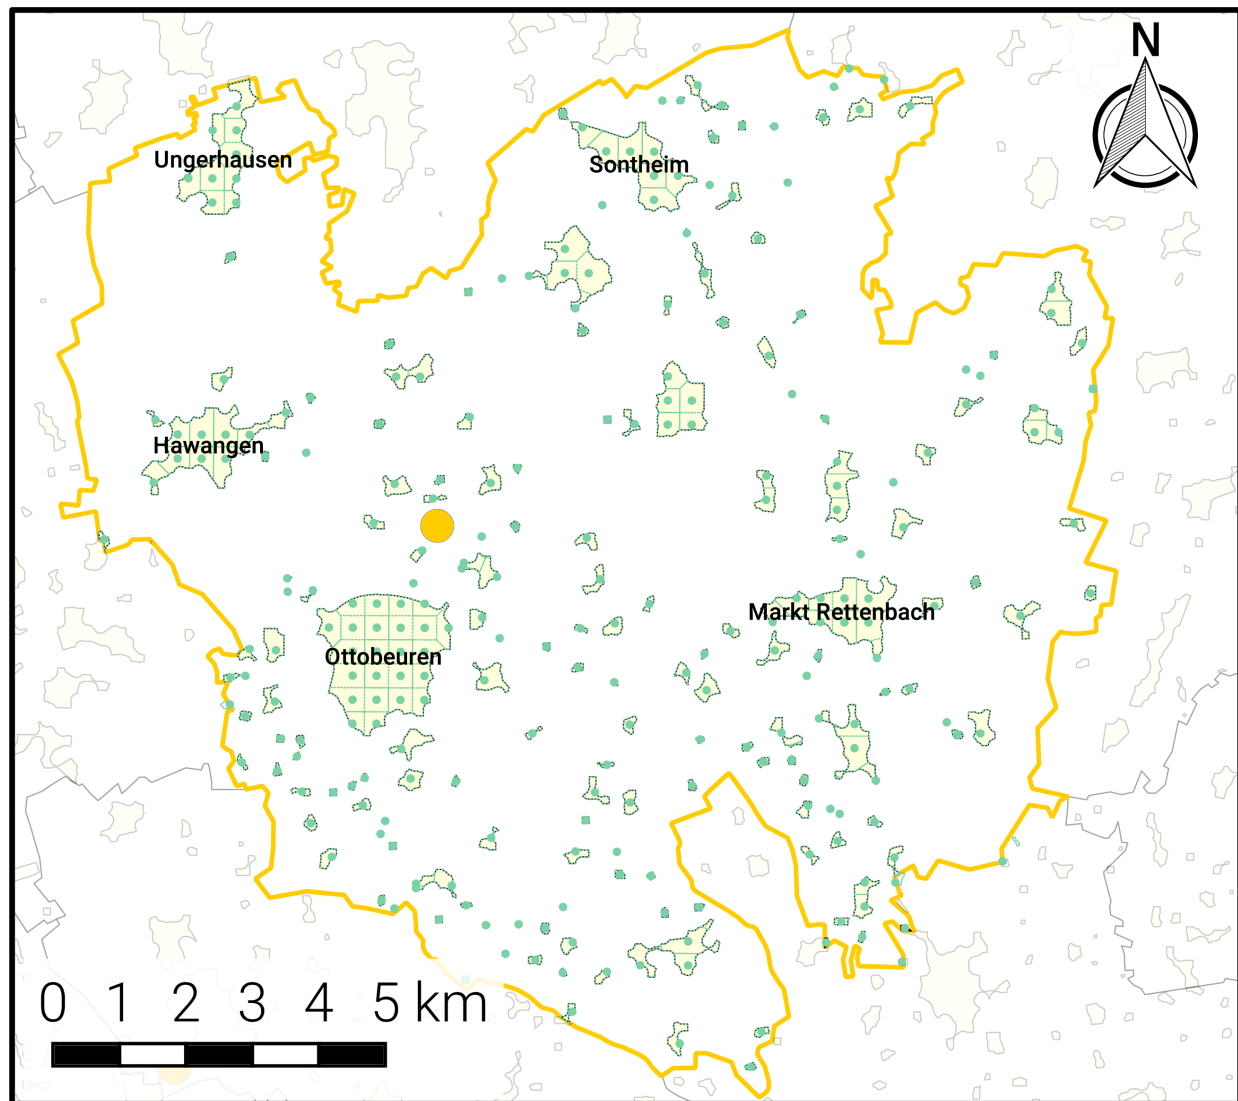 N
Ungerhausen
Sontheim
Hawangen
Markt Rettenbach
Ottobeuren
0 1 2 3 4 5 km